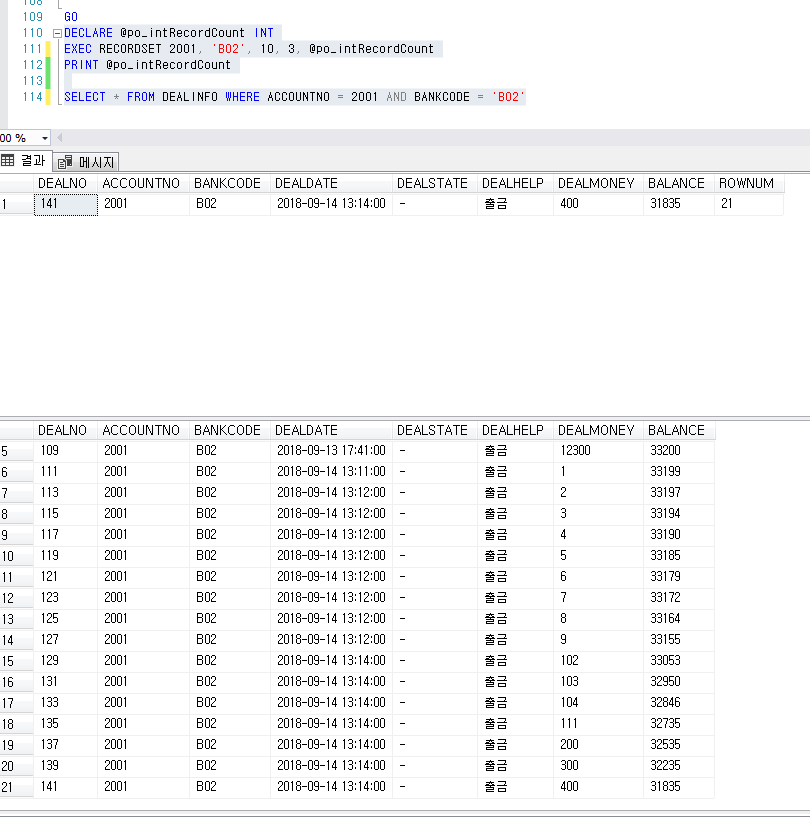 109 GO
110 DECLARE @po_intRecordCount INT
111 EXEC RECORDSET 2001, 'B02', 10, 3, @po_intRecordCount
112 PRINT @po_intRecordCount
113
114 SELECT * FROM DEALINFO WHERE ACCOUNTNO = 2001 AND BANKCODE = 'B02'
00 %
결과 메시지
DEALNO ACCOUNTNO BANKCODE DEALDATE DEALSTATE DEALHELP DEALMONEY BALANCE ROWNUM
1 141 2001 B02 2018-09-14 13:14:00 - 출금 400 31835 21
DEALNO ACCOUNTNO BANKCODE DEALDATE DEALSTATE DEALHELP DEALMONEY BALANCE
5 109 2001 B02 2018-09-13 17:41:00 - 출금 12300 33200
6 111 2001 B02 2018-09-14 13:11:00 - 출금 1 33199
7 113 2001 B02 2018-09-14 13:12:00 - 출금 2 33197
8 115 2001 B02 2018-09-14 13:12:00 - 출금 3 33194
9 117 2001 B02 2018-09-14 13:12:00 - 출금 4 33190
10 119 2001 B02 2018-09-14 13:12:00 - 출금 5 33185
11 121 2001 B02 2018-09-14 13:12:00 - 출금 6 33179
12 123 2001 B02 2018-09-14 13:12:00 - 출금 7 33172
13 125 2001 B02 2018-09-14 13:12:00 - 출금 8 33164
14 127 2001 B02 2018-09-14 13:12:00 - 출금 9 33155
15 129 2001 B02 2018-09-14 13:14:00 - 출금 102 33053
16 131 2001 B02 2018-09-14 13:14:00 - 출금 103 32950
17 133 2001 B02 2018-09-14 13:14:00 - 출금 104 32846
18 135 2001 B02 2018-09-14 13:14:00 - 출금 111 32735
19 137 2001 B02 2018-09-14 13:14:00 - 출금 200 32535
20 139 2001 B02 2018-09-14 13:14:00 - 출금 300 32235
21 141 2001 B02 2018-09-14 13:14:00 - 출금 400 31835